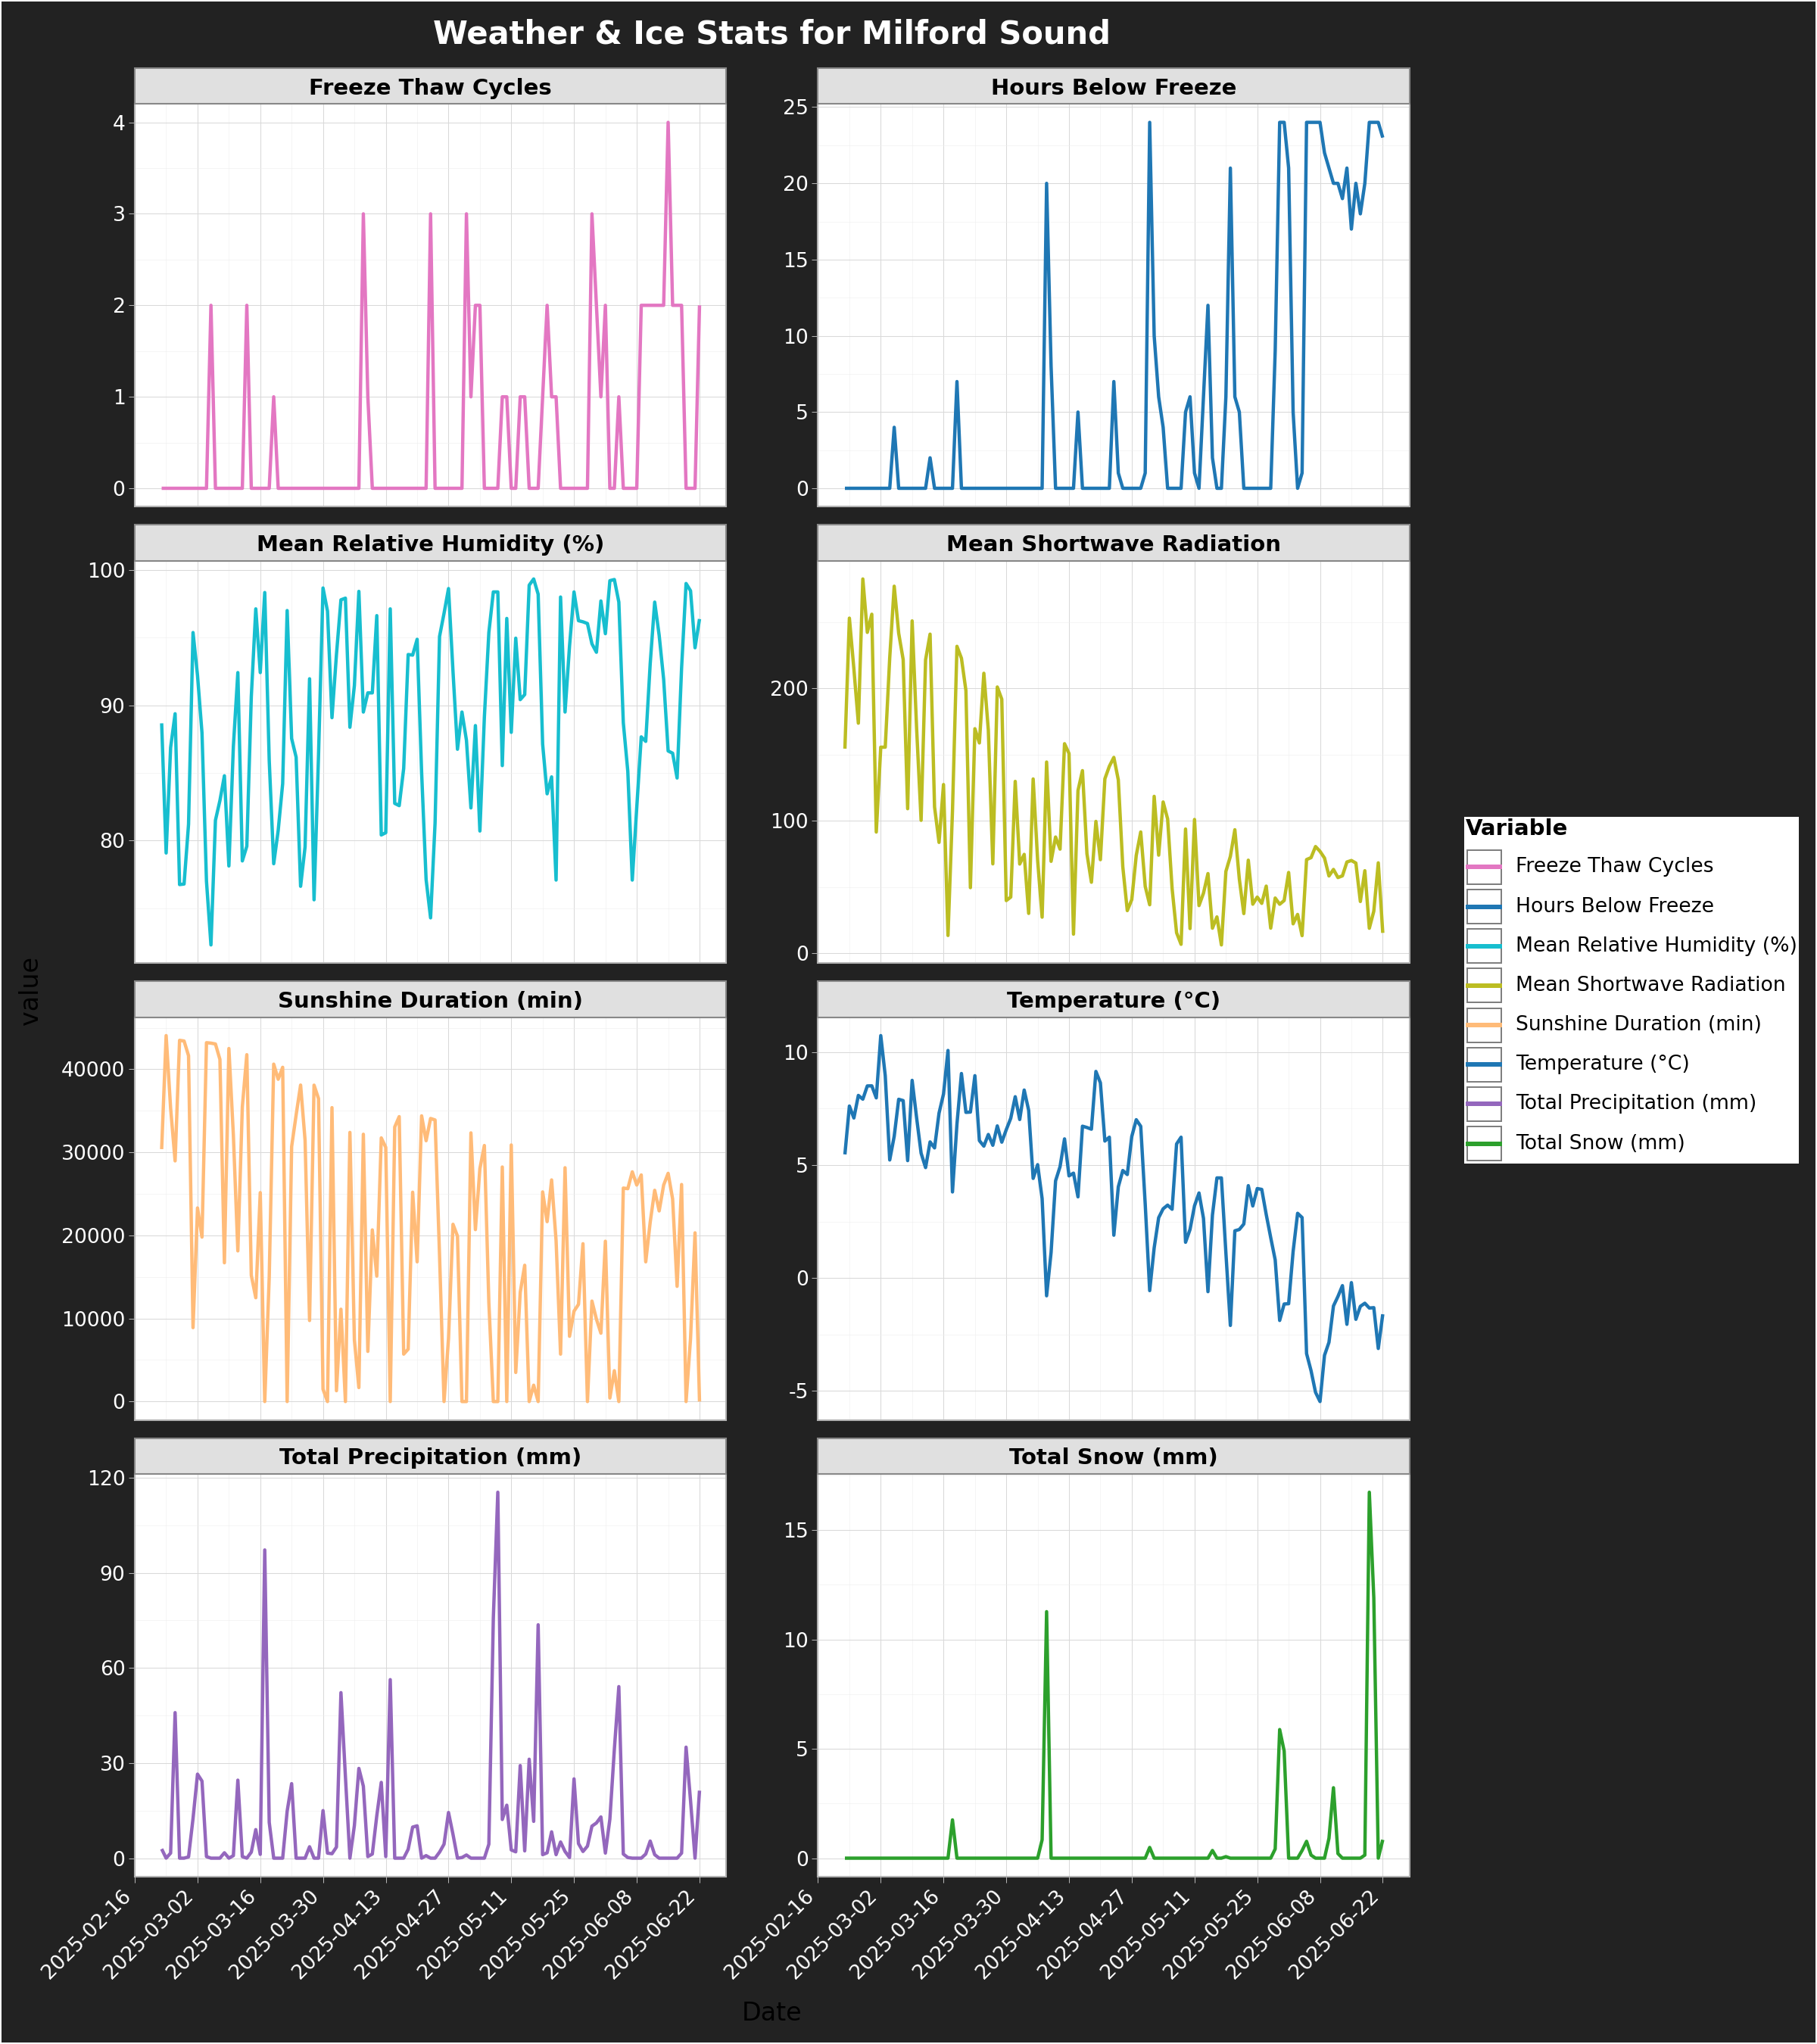 Weather & Ice Stats for Milford Sound
Freeze Thaw Cycles
4
3
2
1
0
Hours Below Freeze
25
20
15
10
5
0
Mean Relative Humidity (%)
100
90
80
Mean Shortwave Radiation
200
100
0
value
Sunshine Duration (min)
40000
30000
20000
10000
0
Temperature (°C)
10
5
0
-5
Total Precipitation (mm)
120
90
60
30
0
Total Snow (mm)
15
10
5
0
2025-02-16
2025-03-02
2025-03-16
2025-03-30
2025-04-13
2025-04-27
2025-05-11
2025-05-25
2025-06-08
2025-06-22
2025-02-16
2025-03-02
2025-03-16
2025-03-30
2025-04-13
2025-04-27
2025-05-11
2025-05-25
2025-06-08
2025-06-22
Date
Variable
Freeze Thaw Cycles
Hours Below Freeze
Mean Relative Humidity (%)
Mean Shortwave Radiation
Sunshine Duration (min)
Temperature (°C)
Total Precipitation (mm)
Total Snow (mm)